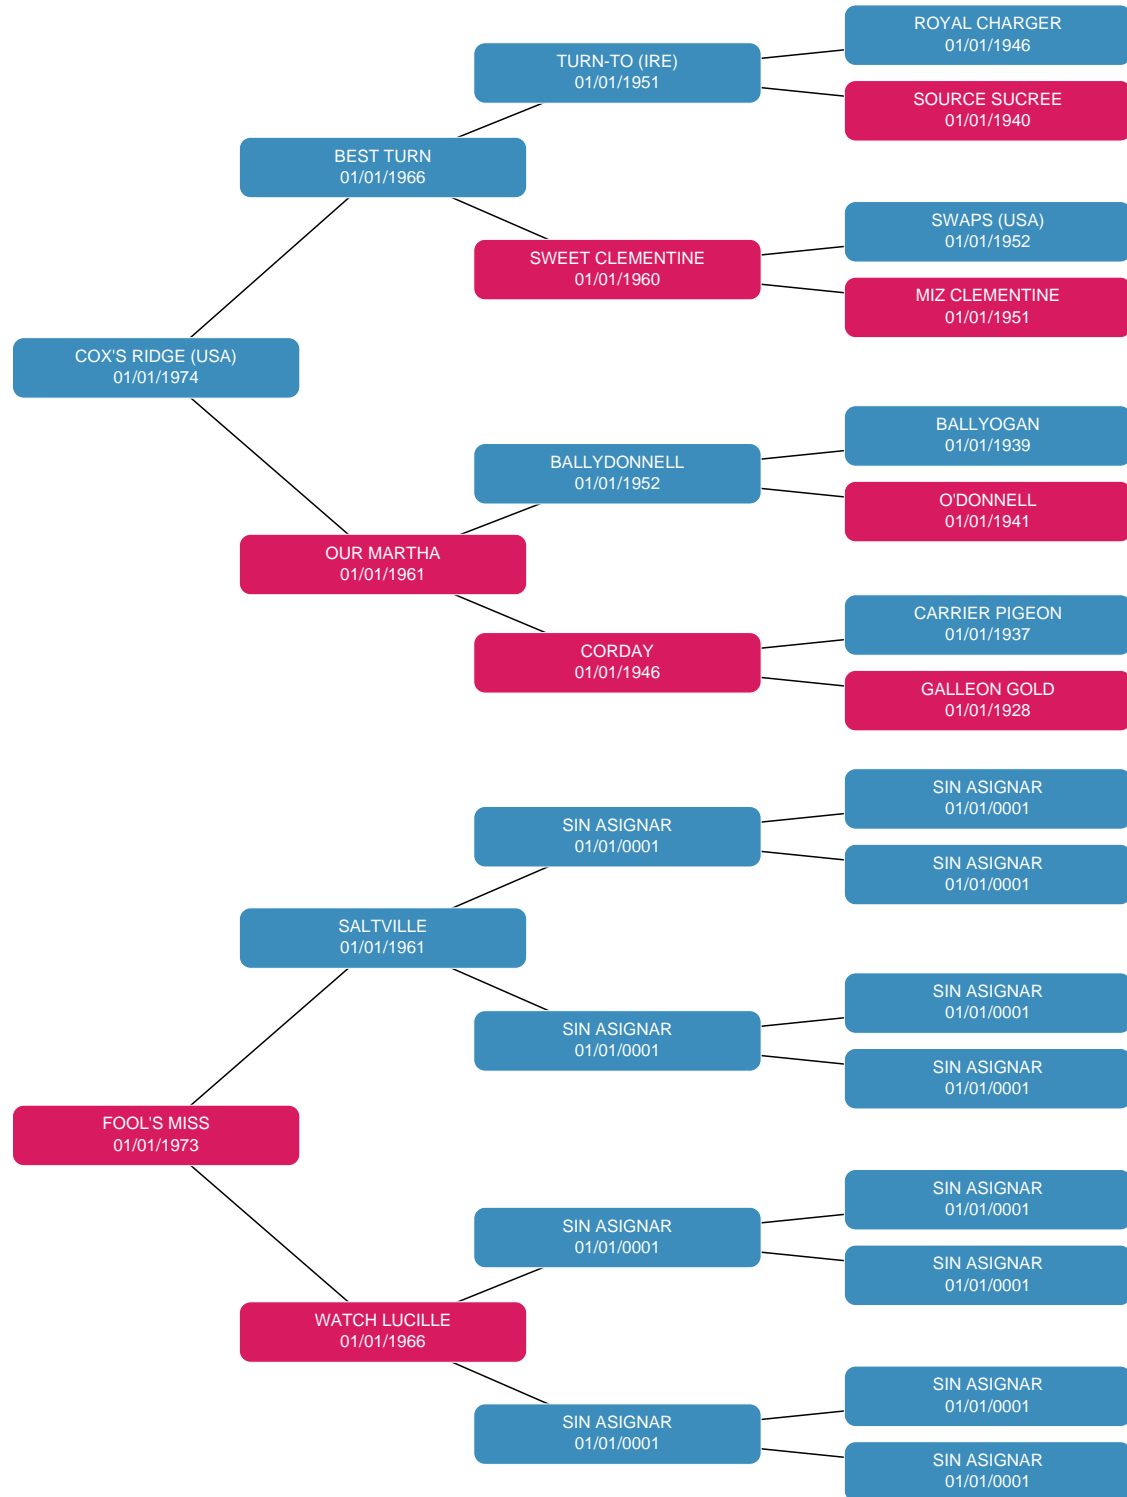 ROYAL CHARGER
01/01/1946
TURN-TO (IRE)
01/01/1951
SOURCE SUCREE
01/01/1940
BEST TURN
01/01/1966
SWAPS (USA)
01/01/1952
SWEET CLEMENTINE
01/01/1960
MIZ CLEMENTINE
01/01/1951
COX'S RIDGE (USA)
01/01/1974
BALLYOGAN
01/01/1939
BALLYDONNELL
01/01/1952
O'DONNELL
01/01/1941
OUR MARTHA
01/01/1961
CARRIER PIGEON
01/01/1937
CORDAY
01/01/1946
GALLEON GOLD
01/01/1928
SIN ASIGNAR
01/01/0001
SIN ASIGNAR
01/01/0001
SIN ASIGNAR
01/01/0001
SALTVILLE
01/01/1961
SIN ASIGNAR
01/01/0001
SIN ASIGNAR
01/01/0001
SIN ASIGNAR
01/01/0001
FOOL'S MISS
01/01/1973
SIN ASIGNAR
01/01/0001
SIN ASIGNAR
01/01/0001
SIN ASIGNAR
01/01/0001
WATCH LUCILLE
01/01/1966
SIN ASIGNAR
01/01/0001
SIN ASIGNAR
01/01/0001
SIN ASIGNAR
01/01/0001